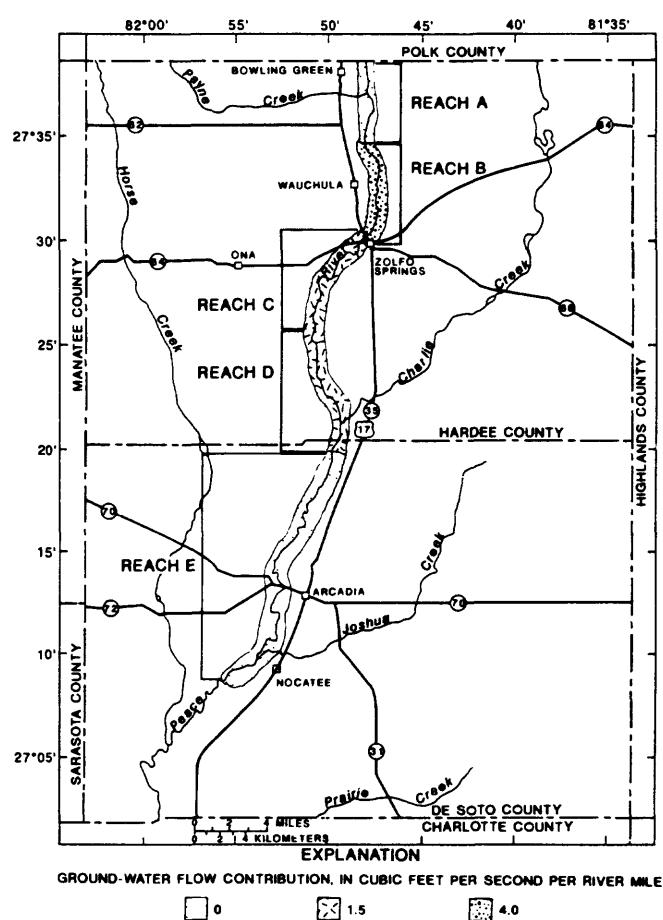 82°00' 55' 50' 45' 40' 81°35'
POLK COUNTY
BOWLING GREEN
Payne Creek
REACH A
62
64
27°35'
REACH B
WAUCHULA
Horse Creek
30'
ONA
River
ZOLFO SPRINGS
64
66
Creek
MANATEE COUNTY
REACH C
25'
REACH D
Charlie
HIGHLANDS COUNTY
35
17
20'
HARDEE COUNTY
70
15'
REACH E
Creek
ARCADIA
72
70
Joshua
10'
NOCATEE
Peace
SARASOTA COUNTY
27°05'
31
Prairie Creek
0 2 4 MILES
0 2 4 KILOMETERS
DE SOTO COUNTY
CHARLOTTE COUNTY
EXPLANATION
GROUND-WATER FLOW CONTRIBUTION, IN CUBIC FEET PER SECOND PER RIVER MILE
0 1.5 4.0